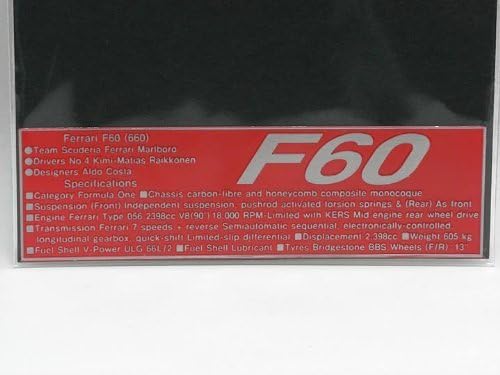 Ferrari F60 (660)
●Team Scuderia Ferrari Marlboro
●Drivers No.4 Kimi-Matias Raikkonen
●Designers Aldo Costa
F60
Specifications
■Category Formula One ■Chassis carbon-fibre and honeycomb composite monocoque
■Suspension (Front) Independent suspension, pushrod activated torsion springs & (Rear) As front
■Engine Ferrari Type 056 2398cc V8(90°) 18,000 RPM-Limited with KERS Mid engine rear wheel drive
■Transmission Ferrari 7 speeds + reverse Semiautomatic sequential, electronically-controlled,
longitudinal gearbox, quick-shift Limited-slip differential ■Displacement 2,398cc ■Weight 605 kg
■Fuel Shell V-Power ULG 66L/2 ■Fuel Shell Lubricant ■Tyres Bridgestone BBS Wheels (F/R) 13"